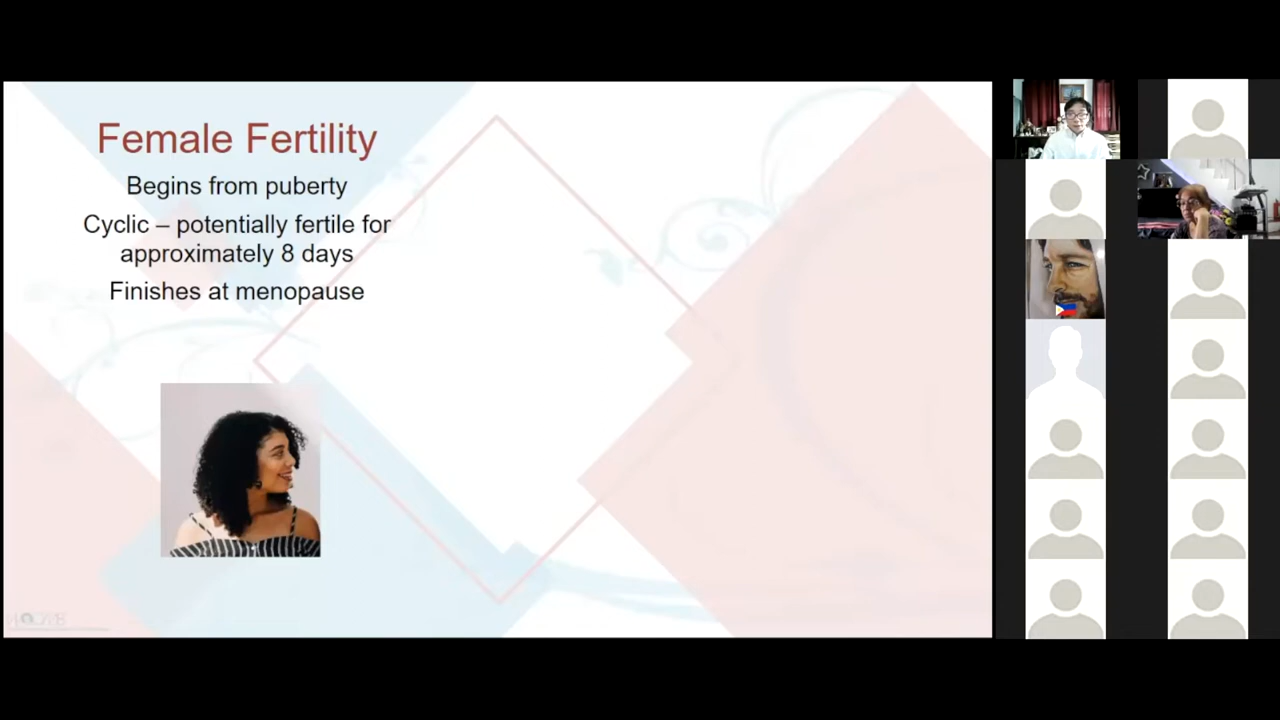 Female Fertility
Begins from puberty
Cyclic – potentially fertile for
approximately 8 days
Finishes at menopause